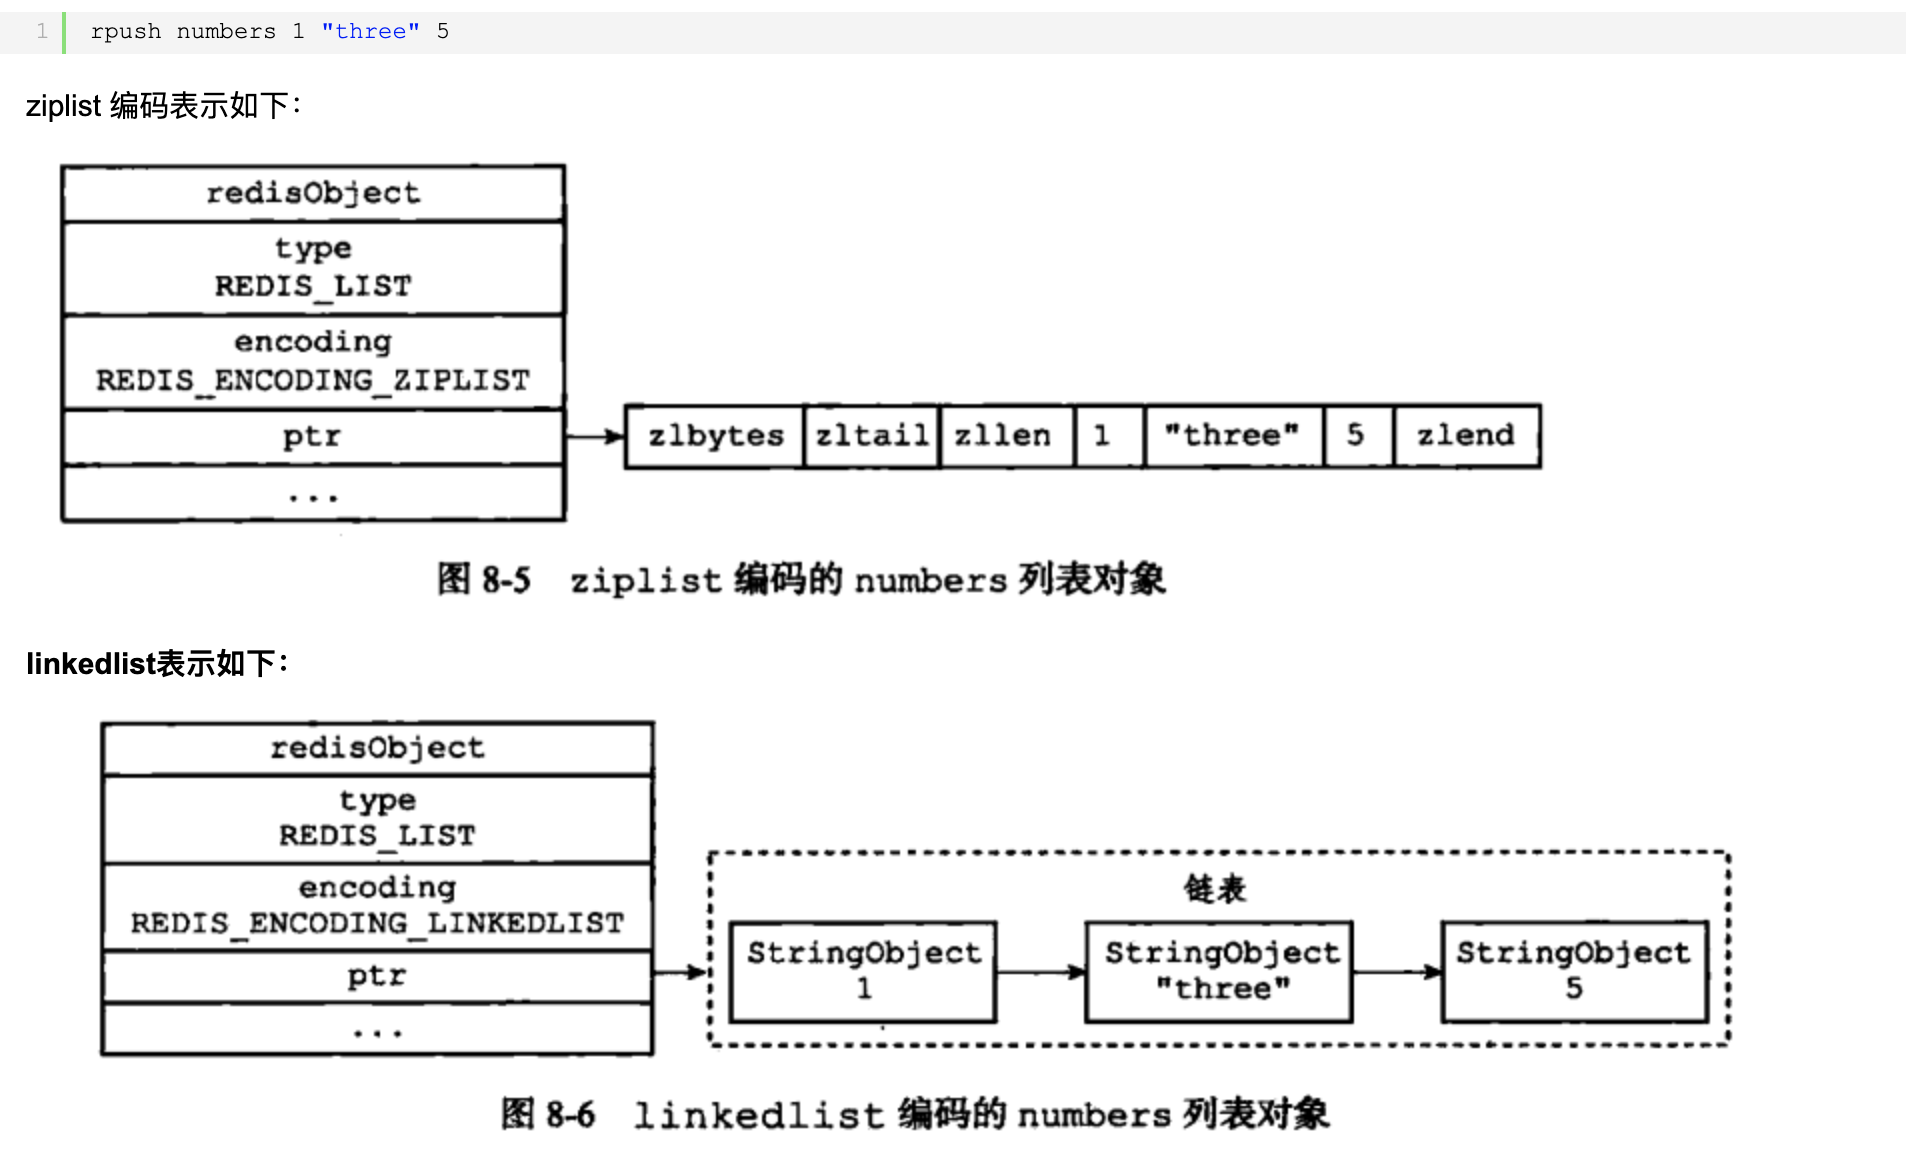 1 rpush numbers 1 "three" 5
ziplist 编码表示如下：
redisObject
type
REDIS_LIST
encoding
REDIS_ENCODING_ZIPLIST
ptr
zlbytes zltail zllen 1 "three" 5 zlend
...
图 8-5 ziplist 编码的 numbers 列表对象
linkedlist表示如下：
redisObject
type
REDIS_LIST
encoding
REDIS_ENCODING_LINKEDLIST
ptr
...
链表
StringObject
1
StringObject
"three"
StringObject
5
图 8-6 linkedlist 编码的 numbers 列表对象